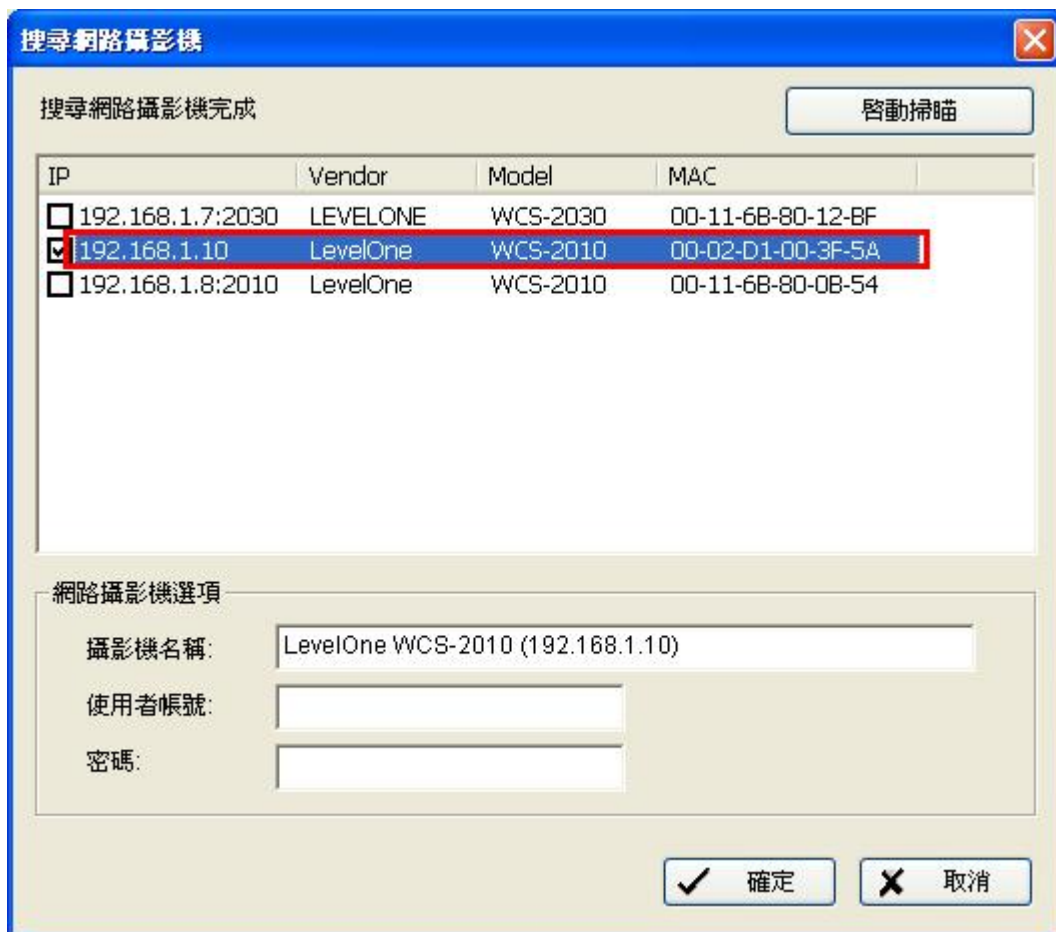 搜尋網路攝影機
搜尋網路攝影機完成 啓動掃瞄
IP Vendor Model MAC
192.168.1.7:2030 LEVELONE WCS-2030 00-11-6B-80-12-BF
192.168.1.10 LevelOne WCS-2010 00-02-D1-00-3F-5A
192.168.1.8:2010 LevelOne WCS-2010 00-11-6B-80-0B-54
網路攝影機選項
攝影機名稱: LevelOne WCS-2010 (192.168.1.10)
使用者帳號:
密碼:
確定 取消